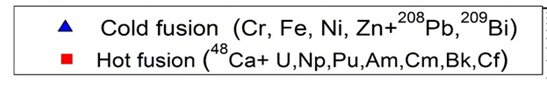 Cold fusion (Cr, Fe, Ni, Zn+²⁰⁸Pb,²⁰⁹Bi)
Hot fusion (⁴⁸Ca+ U,Np,Pu,Am,Cm,Bk,Cf)